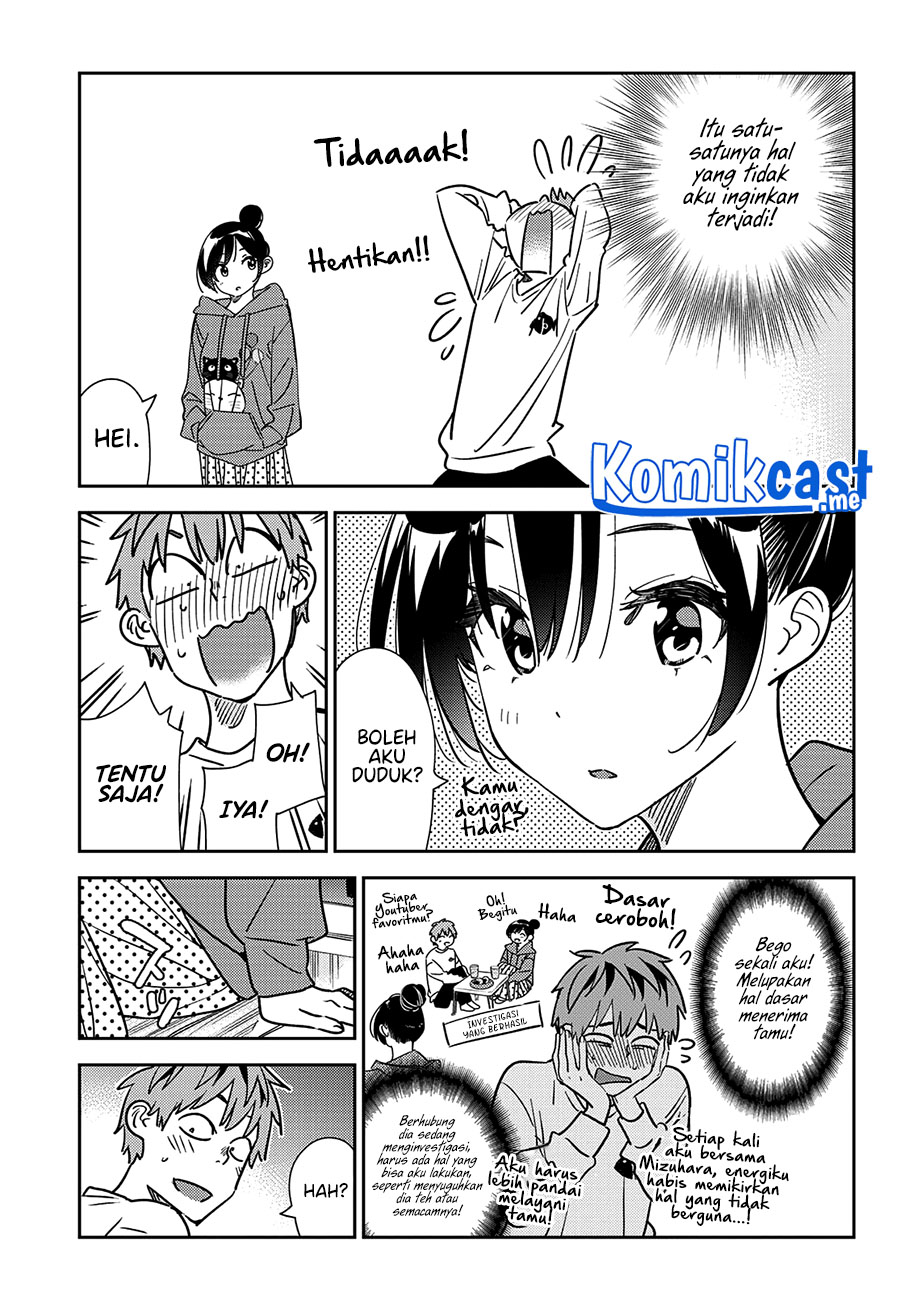 Itu satu-
satunya hal
yang tidak
aku inginkan
terjadi!
Tidaaaak!
Hentikan!!
HEI.
Komikcast
.me
BOLEH
AKU
DUDUK?
Kamu
dengar
tidak?
OH!
IYA!
TENTU
SAJA!
Bego
sekali aku!
Melupakan
hal dasar
menerima
tamu!
Dasar
ceroboh!
Haha
Oh!
Begitu
Siapa
Youtuber
favoritmu?
Ahaha
haha
INVESTIGASI
YANG BERHASIL
Setiap kali
aku bersama
Mizuhara, energiku
habis memikirkan
hal yang tidak
berguna...!
Aku harus
lebih pandai
melayani
tamu!
Berhubung
dia sedang
menginvestigasi,
harus ada hal yang
bisa aku lakukan,
seperti menyuguhkan
dia teh atau
semacamnya!
HAH?